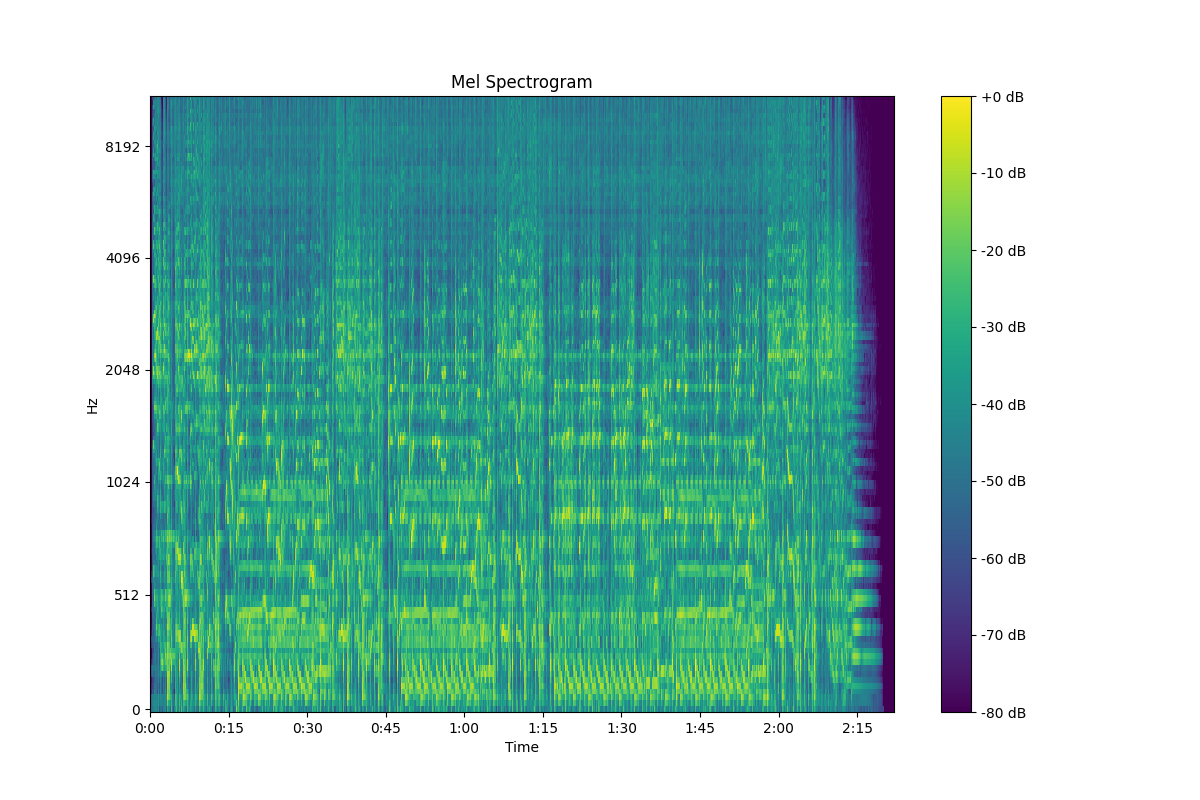 Mel Spectrogram
+0 dB
8192
-10 dB
-20 dB
4096
-30 dB
2048
-40 dB
Hz
1024
-50 dB
-60 dB
512
-70 dB
0
-80 dB
0:00 0:15 0:30 0:45 1:00 1:15 1:30 1:45 2:00 2:15
Time